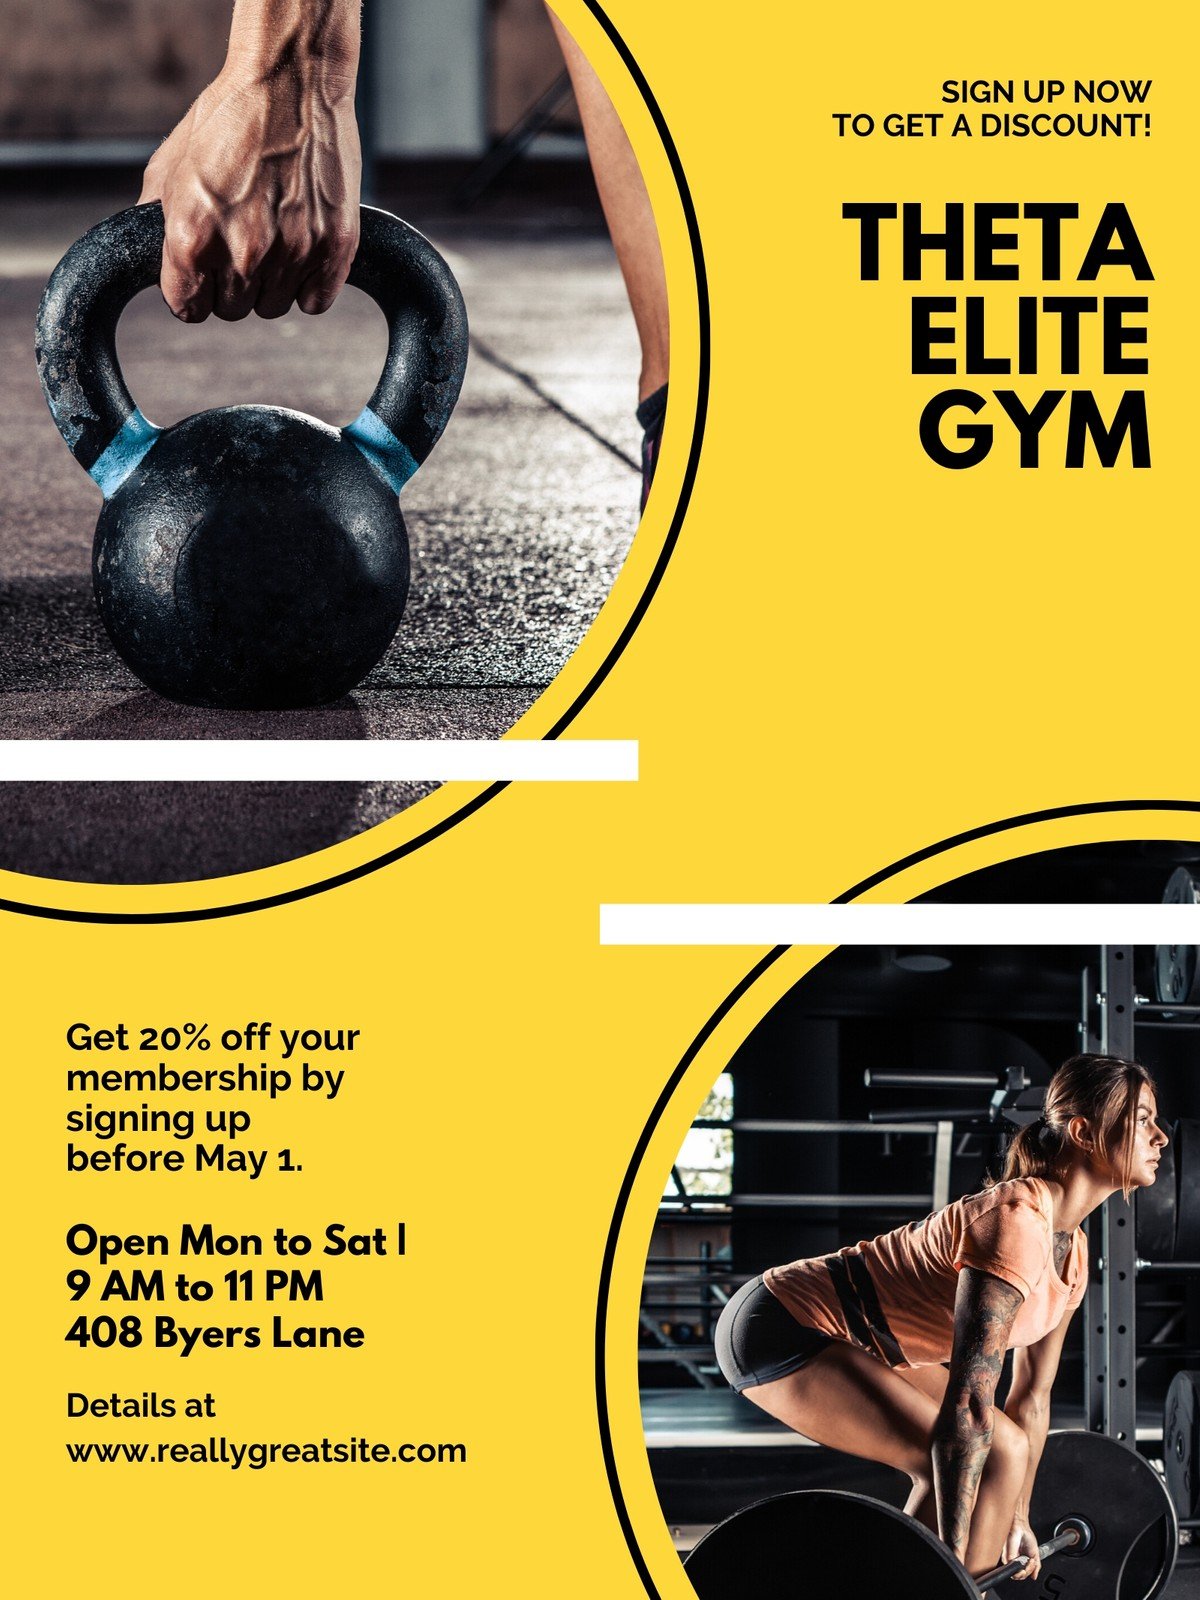 SIGN UP NOW
TO GET A DISCOUNT!
THETA
ELITE
GYM
Get 20% off your
membership by
signing up
before May 1.
Open Mon to Sat |
9 AM to 11 PM
408 Byers Lane
Details at
www.reallygreatsite.com